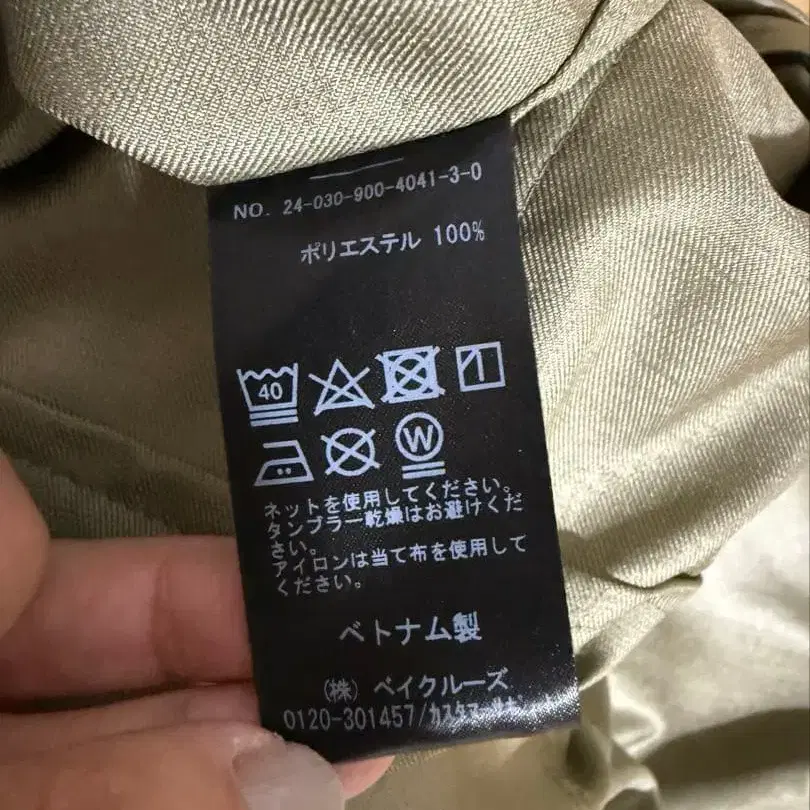 NO. 24-030-900-4041-3-0
ポリエステル 100%
40
W
ネットを使用してください。
タンブラー乾燥はお避けくだ
さい。
アイロンは当て布を使用して
ください。
ベトナム製
(株) ベイクルーズ
0120-301457/カスタマーサポ